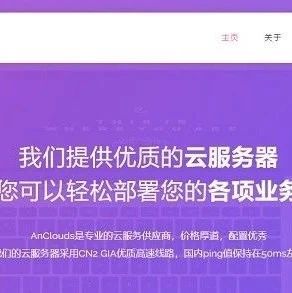 主页 关于
我们提供优质的云服务器
您可以轻松部署您的各项业务
AnClouds是专业的云服务供应商，价格厚道，配置优秀
我们的云服务器采用CN2 GIA优质高速线路，国内ping值保持在50ms左